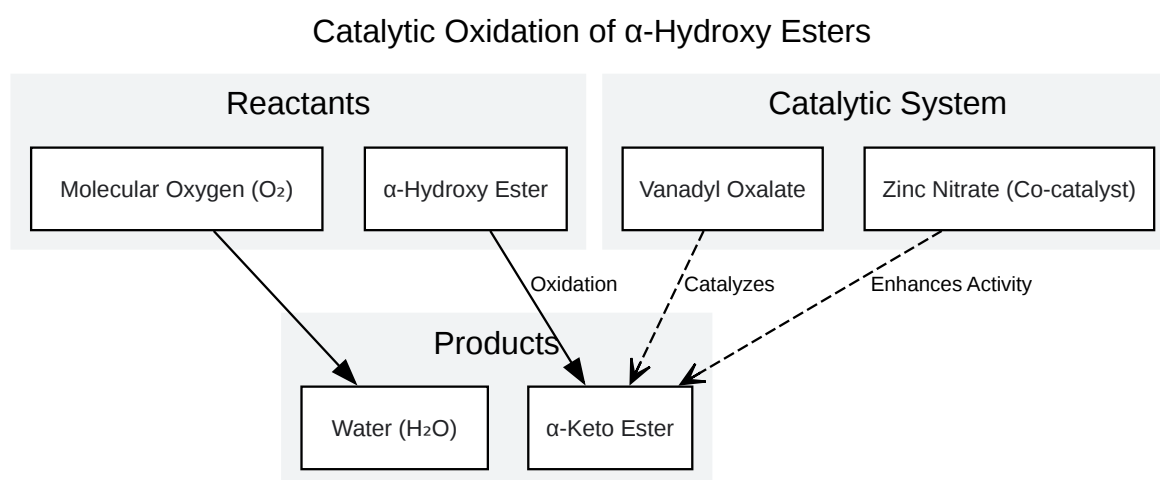 Catalytic Oxidation of α-Hydroxy Esters
Reactants
Catalytic System
Molecular Oxygen (O₂)
α-Hydroxy Ester
Vanadyl Oxalate
Zinc Nitrate (Co-catalyst)
Oxidation
Catalyzes
Enhances Activity
Products
Water (H₂O)
α-Keto Ester